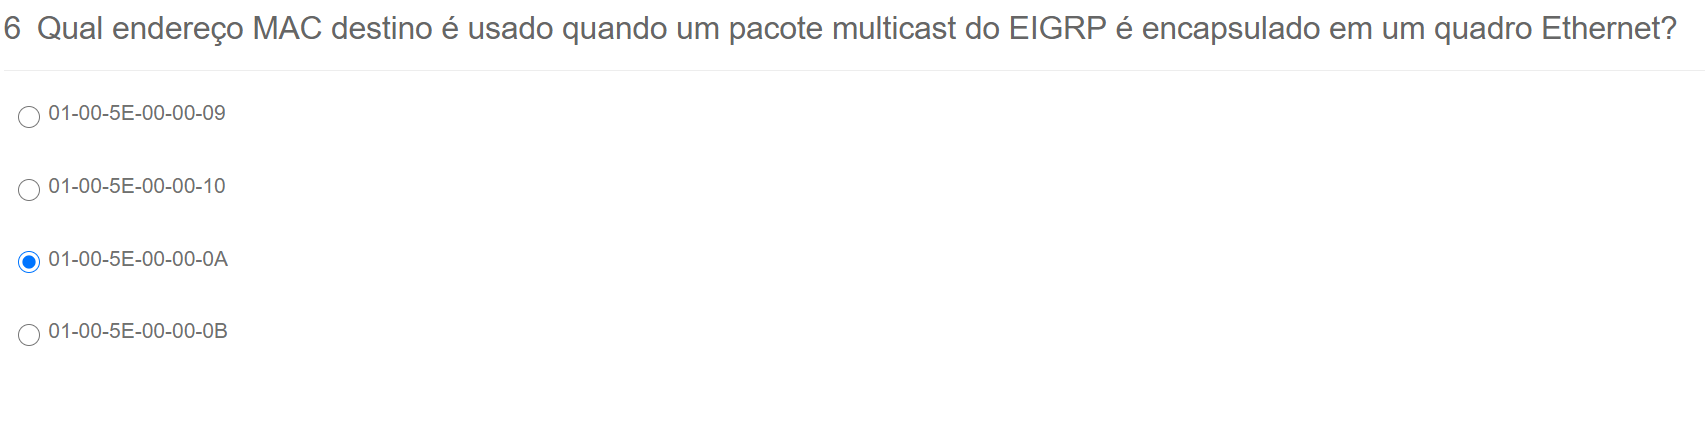 6 Qual endereço MAC destino é usado quando um pacote multicast do EIGRP é encapsulado em um quadro Ethernet?
01-00-5E-00-00-09
01-00-5E-00-00-10
01-00-5E-00-00-0A
01-00-5E-00-00-0B